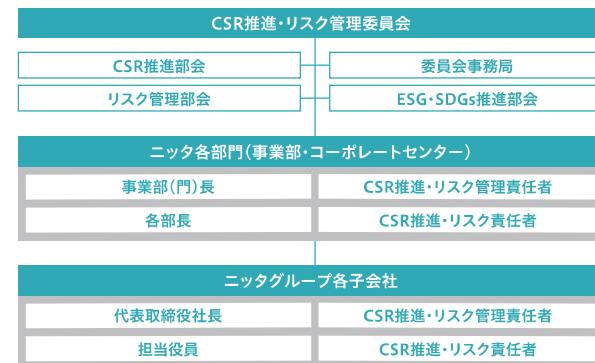 CSR推進・リスク管理委員会
CSR推進部会
委員会事務局
リスク管理部会
ESG・SDGs推進部会
ニッタ各部門（事業部・コーポレートセンター）
事業部（門）長
CSR推進・リスク管理責任者
各部長
CSR推進・リスク責任者
ニッタグループ各子会社
代表取締役社長
CSR推進・リスク管理責任者
担当役員
CSR推進・リスク責任者